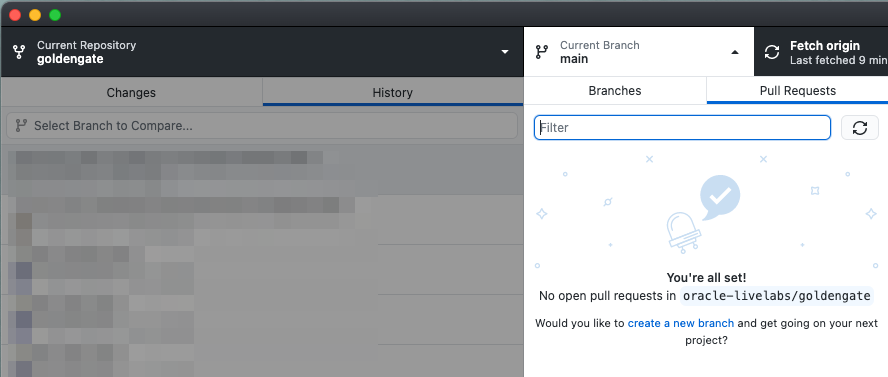 Current Repository
goldengate
Current Branch
main
Fetch origin
Last fetched 9 min
Changes
History
Branches
Pull Requests
Select Branch to Compare...
Filter
You're all set!
No open pull requests in oracle-livelabs/goldengate
Would you like to create a new branch and get going on your next
project?